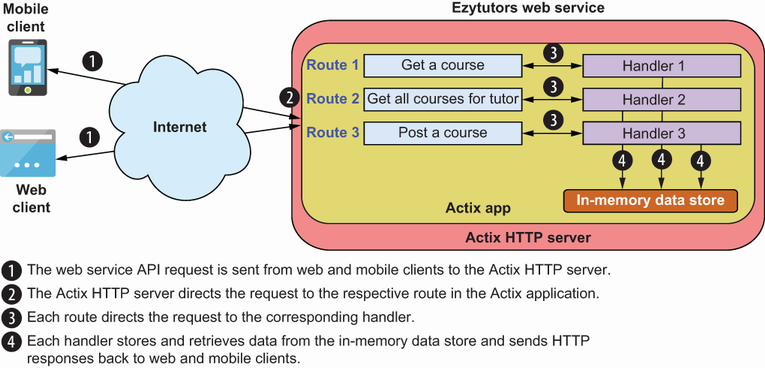 Mobile
client
Ezytutors web service
1
Route 1
Get a course
3
Handler 1
2
Route 2
Get all courses for tutor
3
Handler 2
Internet
1
Route 3
Post a course
3
Handler 3
4
4
4
Web
client
In-memory data store
Actix app
Actix HTTP server
1 The web service API request is sent from web and mobile clients to the Actix HTTP server.
2 The Actix HTTP server directs the request to the respective route in the Actix application.
3 Each route directs the request to the corresponding handler.
4 Each handler stores and retrieves data from the in-memory data store and sends HTTP
responses back to web and mobile clients.